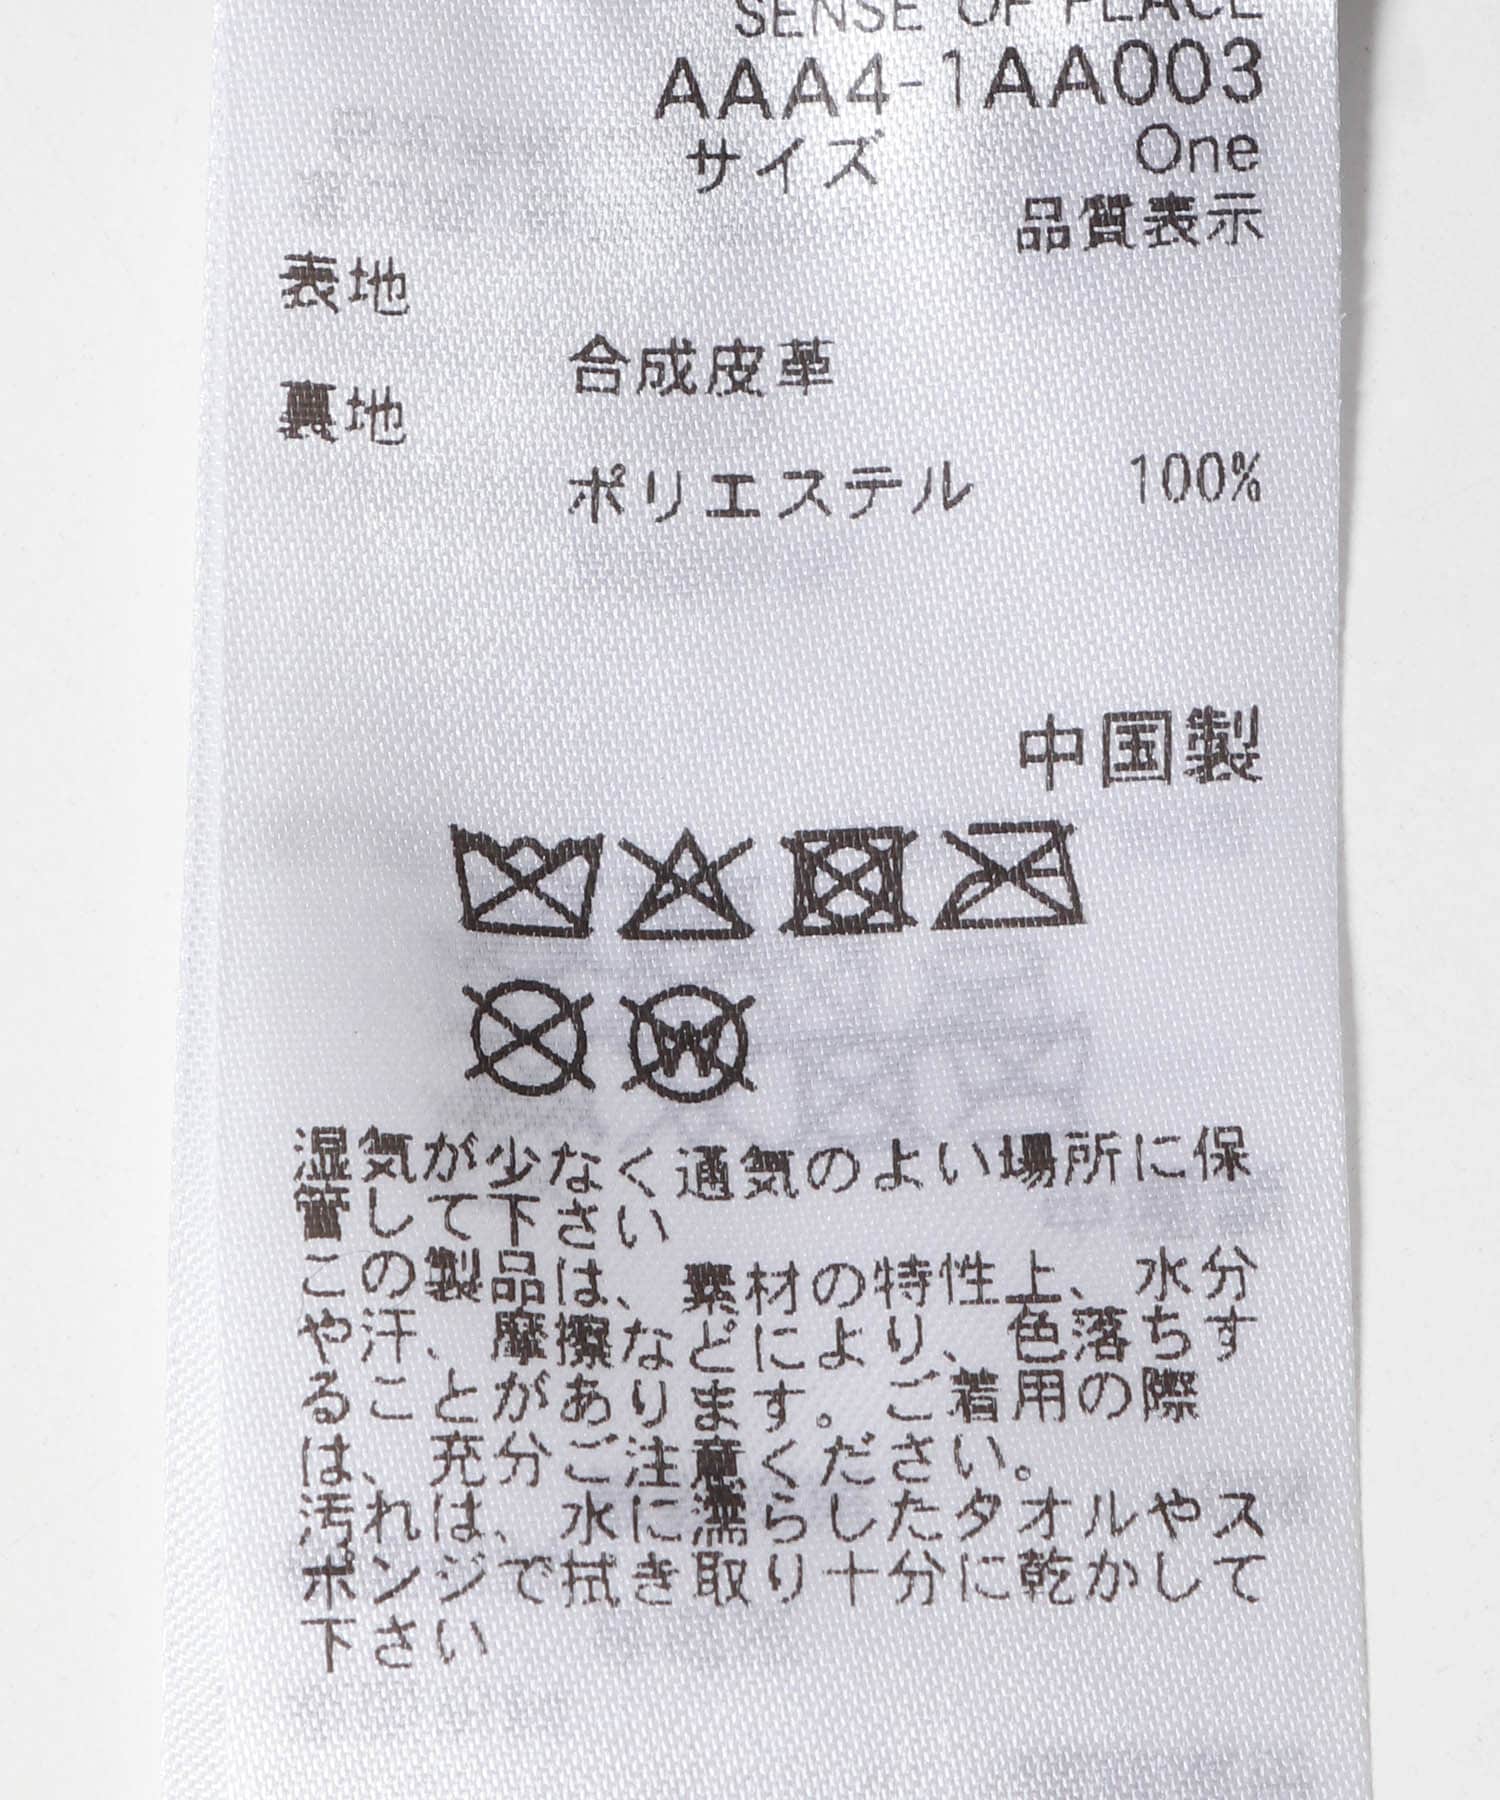 SENSE OF PLACE
AAA4-1AA003
サイズ One
品質表示
表地
合成皮革
裏地
ポリエステル 100%
中国製
W
湿気が少なく通気のよい場所に保
管して下さい
この製品は、素材の特性上、水分
や汗、摩擦などにより、色落ちす
ることがあります。ご着用の際
は、充分ご注意ください。
汚れは、水に濡らしたタオルやス
ポンジで拭き取り十分に乾かして
下さい